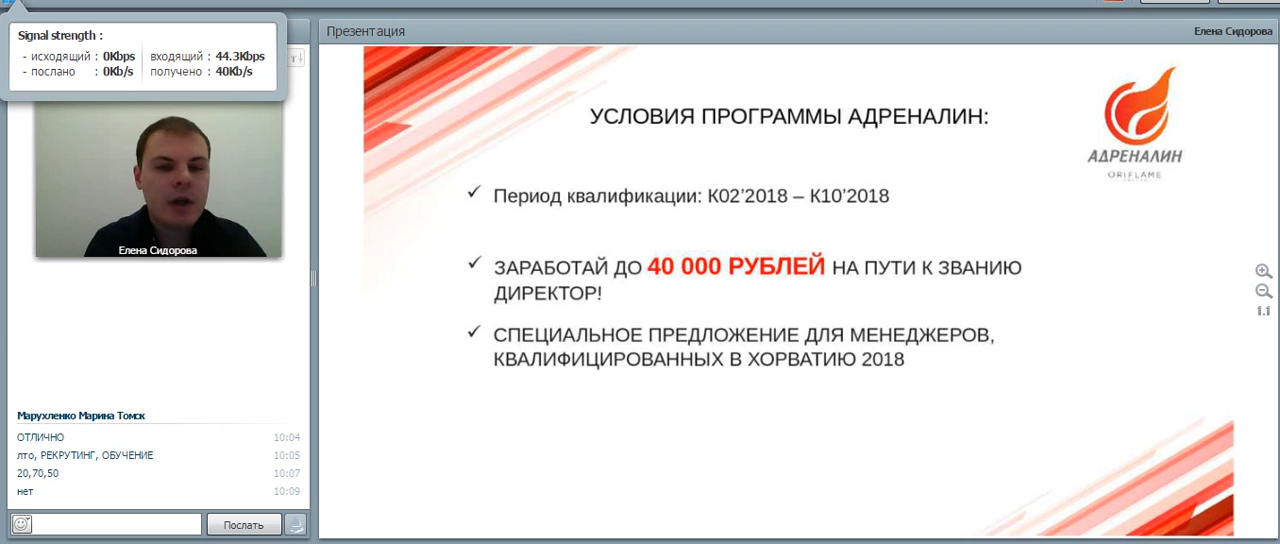 Signal strength :
- исходящий : 0Kbps входящий : 44.3Kbps
- послано : 0Kb/s получено : 40Kb/s
Елена Сидорова
Марухленко Марина Томск
ОТЛИЧНО 10:04
лто, РЕКРУТИНГ, ОБУЧЕНИЕ 10:05
20,70,50 10:07
нет 10:09
Послать
Презентация Елена Сидорова
УСЛОВИЯ ПРОГРАММЫ АДРЕНАЛИН:
АДРЕНАЛИН
ORIFLAME
✓ Период квалификации: К02’2018 – К10’2018
✓ ЗАРАБОТАЙ ДО 40 000 РУБЛЕЙ НА ПУТИ К ЗВАНИЮ
ДИРЕКТОР!
✓ СПЕЦИАЛЬНОЕ ПРЕДЛОЖЕНИЕ ДЛЯ МЕНЕДЖЕРОВ,
КВАЛИФИЦИРОВАННЫХ В ХОРВАТИЮ 2018
1.1